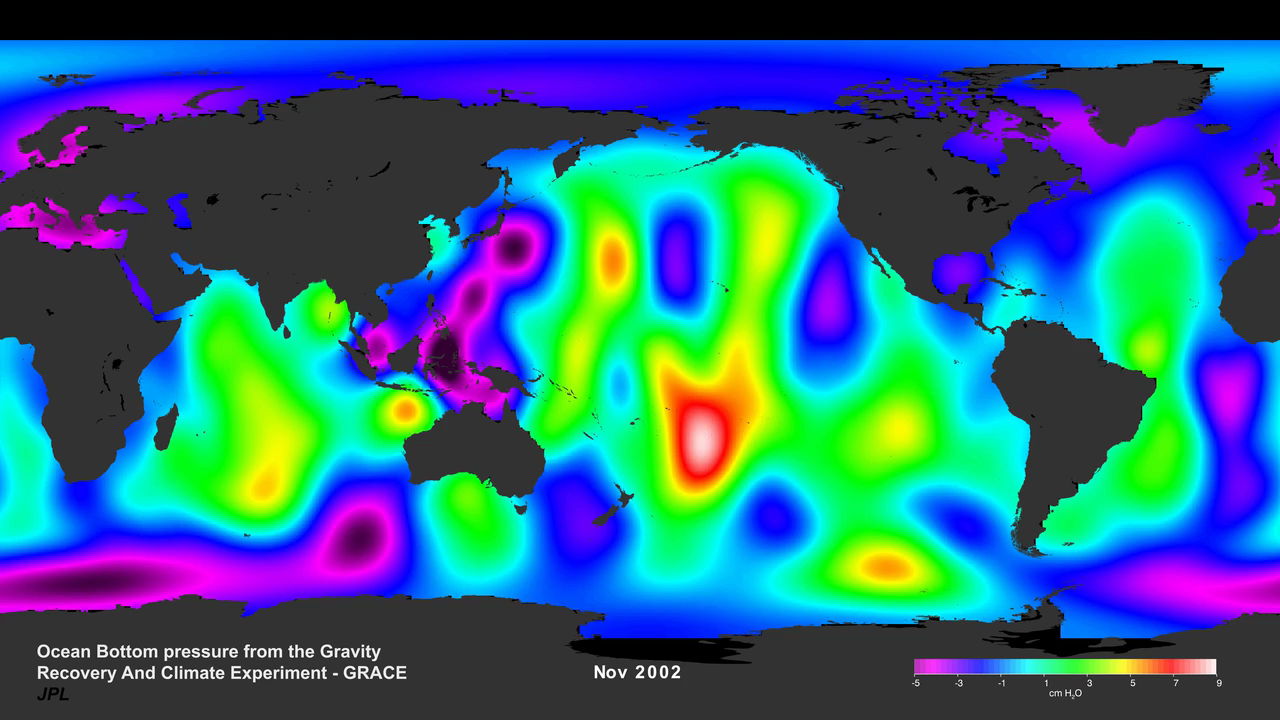 Ocean Bottom pressure from the Gravity
Recovery And Climate Experiment - GRACE
JPL
Nov 2002
-5 -3 -1 1 3 5 7 9
cm H₂O